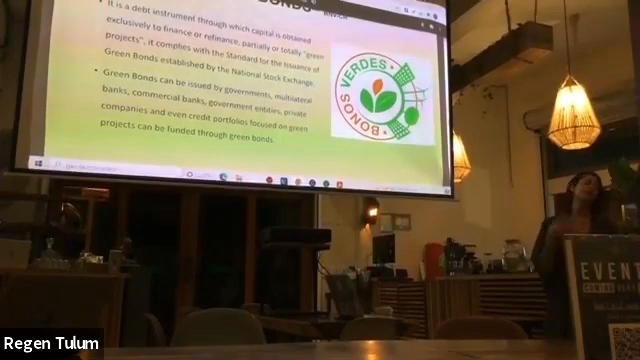 BONDS
It is a debt instrument through which capital is obtained
exclusively to finance or refinance, partially or totally "green
projects", it complies with the Standard for the Issuance of
Green Bonds established by the National Stock Exchange.
• Green Bonds can be issued by governments, multilateral
banks, commercial banks, government entities, private
companies and even credit portfolios focused on green
projects can be funded through green bonds.
BONOS VERDES
EVENT
Regen Tulum